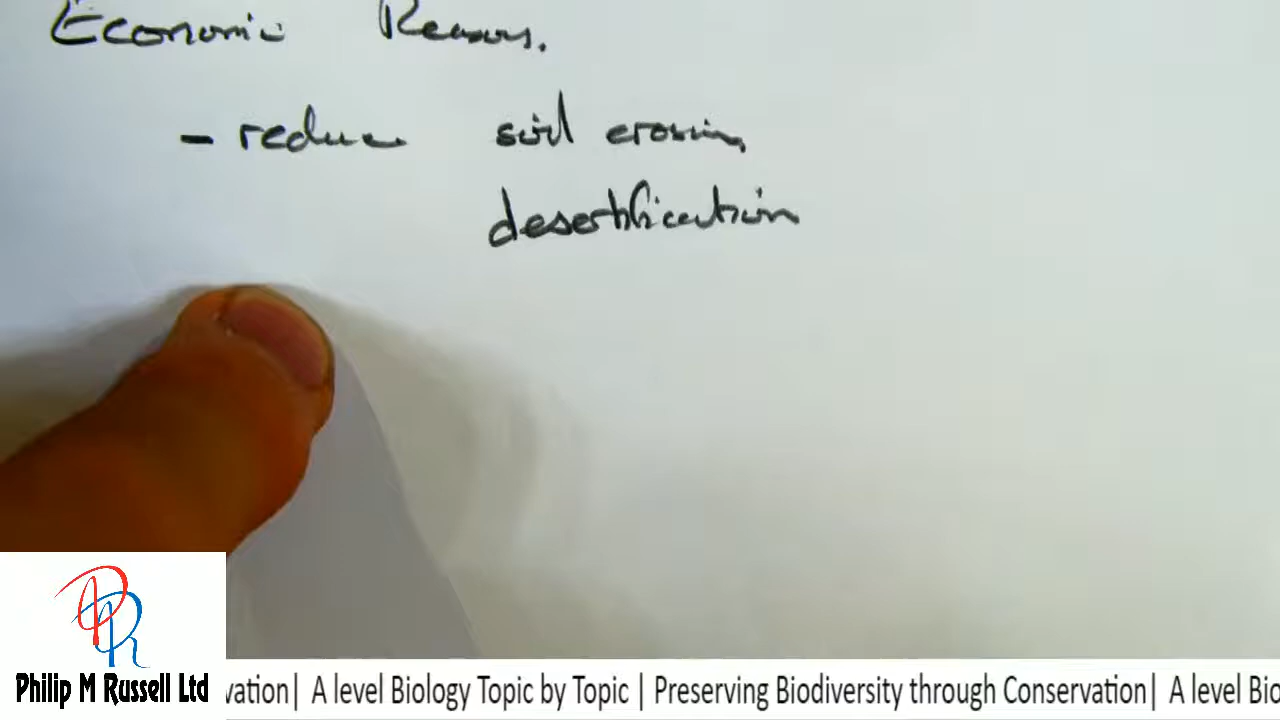 Economic Reasons.
- reduce soil erosion,
desertification
PR
Philip M Russell Ltd
vation| A level Biology Topic by Topic | Preserving Biodiversity through Conservation| A level Bio